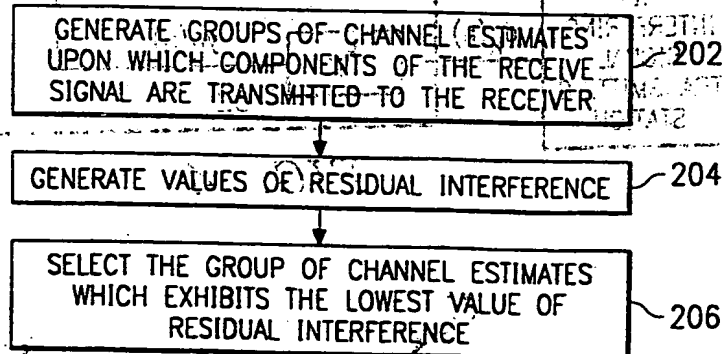 GENERATE GROUPS OF CHANNEL ESTIMATES
UPON WHICH COMPONENTS OF THE RECEIVE
SIGNAL ARE TRANSMITTED TO THE RECEIVER
202
GENERATE VALUES OF RESIDUAL INTERFERENCE
204
SELECT THE GROUP OF CHANNEL ESTIMATES
WHICH EXHIBITS THE LOWEST VALUE OF
RESIDUAL INTERFERENCE
206